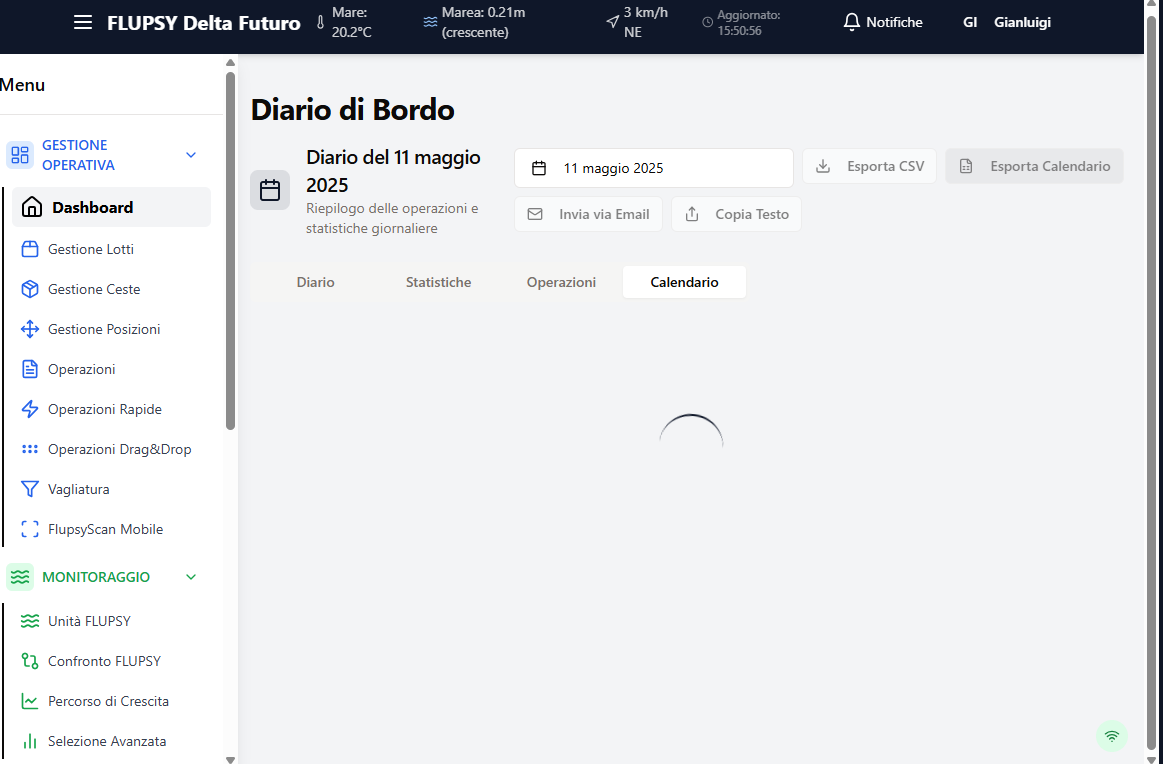 FLUPSY Delta Futuro
Mare:
20.2°C
Marea: 0.21m
(crescente)
3 km/h
NE
Aggiornato:
15:50:56
Notifiche
GI
Gianluigi
Menu
GESTIONE
OPERATIVA
Dashboard
Gestione Lotti
Gestione Ceste
Gestione Posizioni
Operazioni
Operazioni Rapide
Operazioni Drag&Drop
Vagliatura
FlupsyScan Mobile
MONITORAGGIO
Unità FLUPSY
Confronto FLUPSY
Percorso di Crescita
Selezione Avanzata
Diario di Bordo
Diario del 11 maggio
2025
Riepilogo delle operazioni e
statistiche giornaliere
11 maggio 2025
Esporta CSV
Esporta Calendario
Invia via Email
Copia Testo
Diario
Statistiche
Operazioni
Calendario